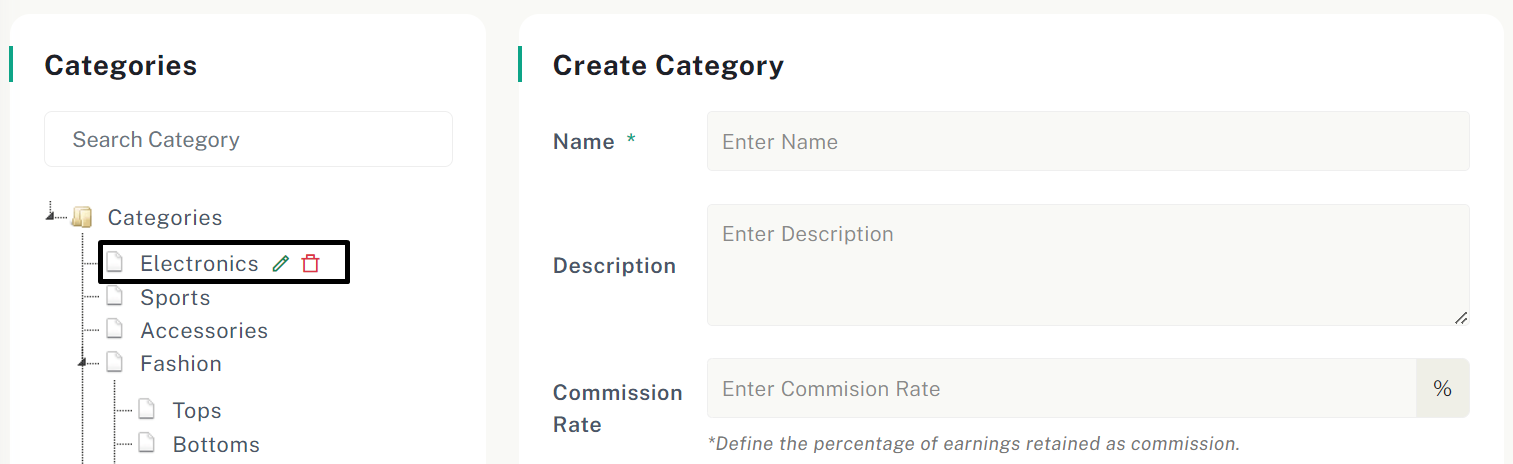 Categories
Search Category
Categories
Electronics
Sports
Accessories
Fashion
Tops
Bottoms
Create Category
Name *
Enter Name
Description
Enter Description
Commission
Rate
Enter Commision Rate
%
*Define the percentage of earnings retained as commission.